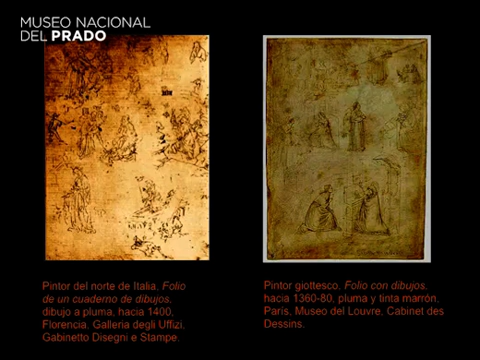 MUSEO NACIONAL
DEL PRADO
Pintor del norte de Italia. Folio
de un cuaderno de dibujos.
dibujo a pluma, hacia 1400.
Florencia. Galleria degli Uffizi.
Gabinetto Disegni e Stampe.
Pintor giottesco. Folio con dibujos.
hacia 1360-80. pluma y tinta marrón.
París, Museo del Louvre. Cabinet des
Dessins.